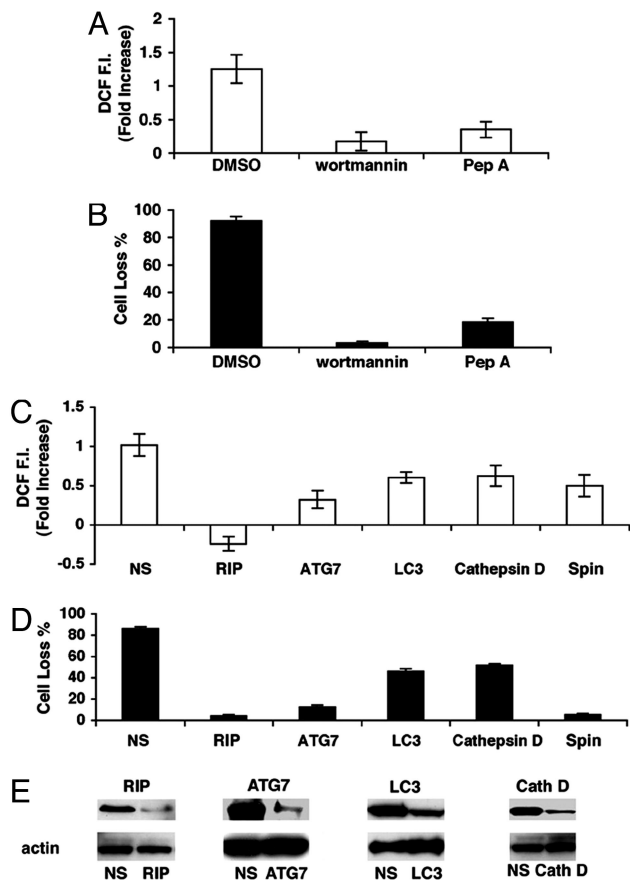 A
DCF F.I.
(Fold Increase)
2
1.5
1
0.5
0
DMSO wortmannin Pep A
B
Cell Loss %
100
80
60
40
20
0
DMSO wortmannin Pep A
C
DCF F.I.
(Fold Increase)
1.5
1
0.5
0
-0.5
NS RIP ATG7 LC3 Cathepsin D Spin
D
Cell Loss %
100
80
60
40
20
0
NS RIP ATG7 LC3 Cathepsin D Spin
E
RIP ATG7 LC3 Cath D
actin
NS RIP NS ATG7 NS LC3 NS Cath D